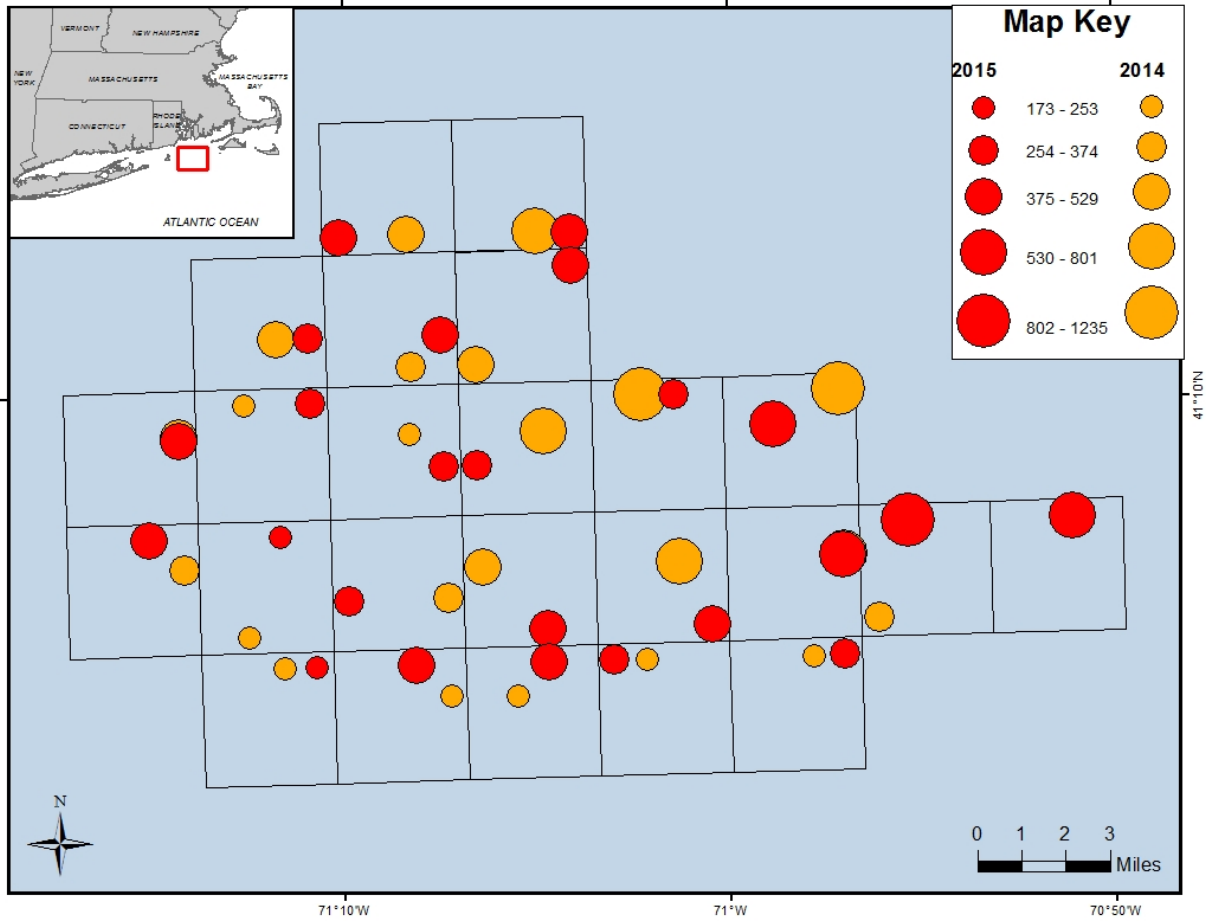 VERMONT
NEW HAMPSHIRE
NEW
YORK
MASSACHUSETTS
MASSACHUSETTS
BAY
CONNECTICUT
RHODE
ISLAND
ATLANTIC OCEAN
Map Key
2015 2014
173 - 253
254 - 374
375 - 529
530 - 801
802 - 1235
41°10'N
N
0 1 2 3
Miles
71°10'W 71°W 70°50'W